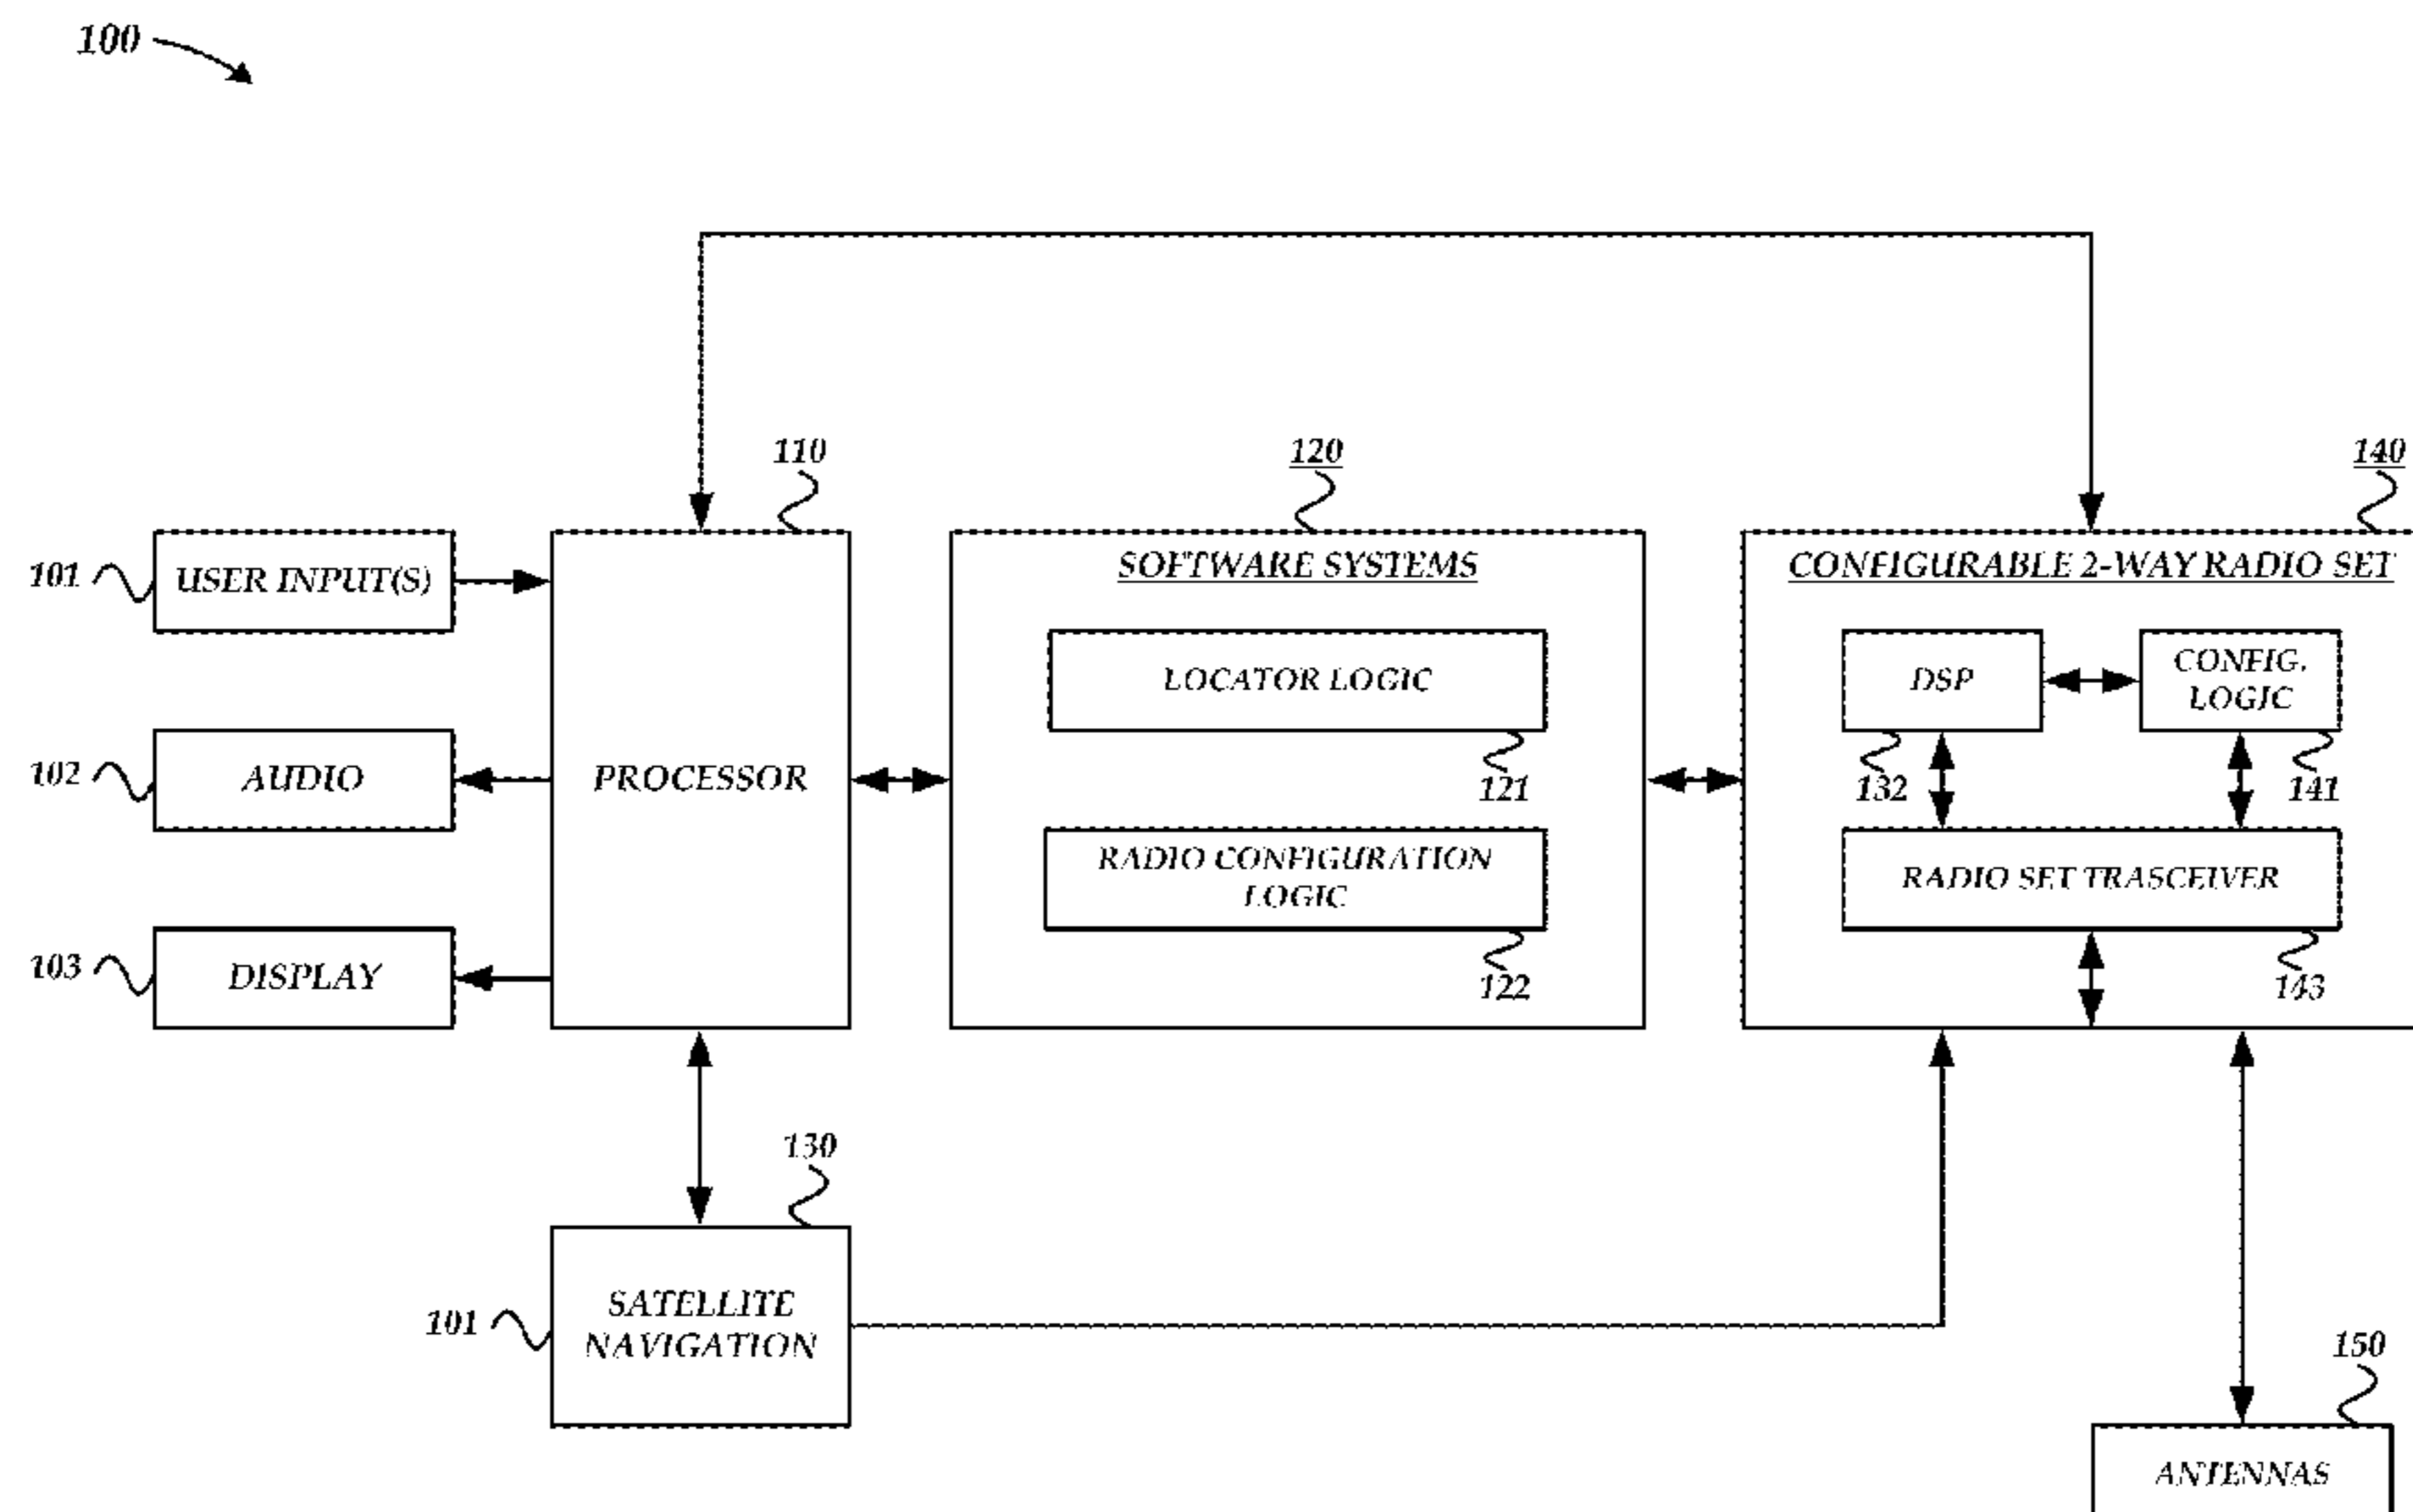 100
110
120
140
101
USER INPUT(S)
SOFTWARE SYSTEMS
CONFIGURABLE 2-WAY RADIO SET
LOCATOR LOGIC
DSP
CONFIG.
LOGIC
102
AUDIO
PROCESSOR
121
132
141
RADIO CONFIGURATION
LOGIC
RADIO SET TRASCEIVER
103
DISPLAY
122
143
130
101
SATELLITE
NAVIGATION
150
ANTENNAS